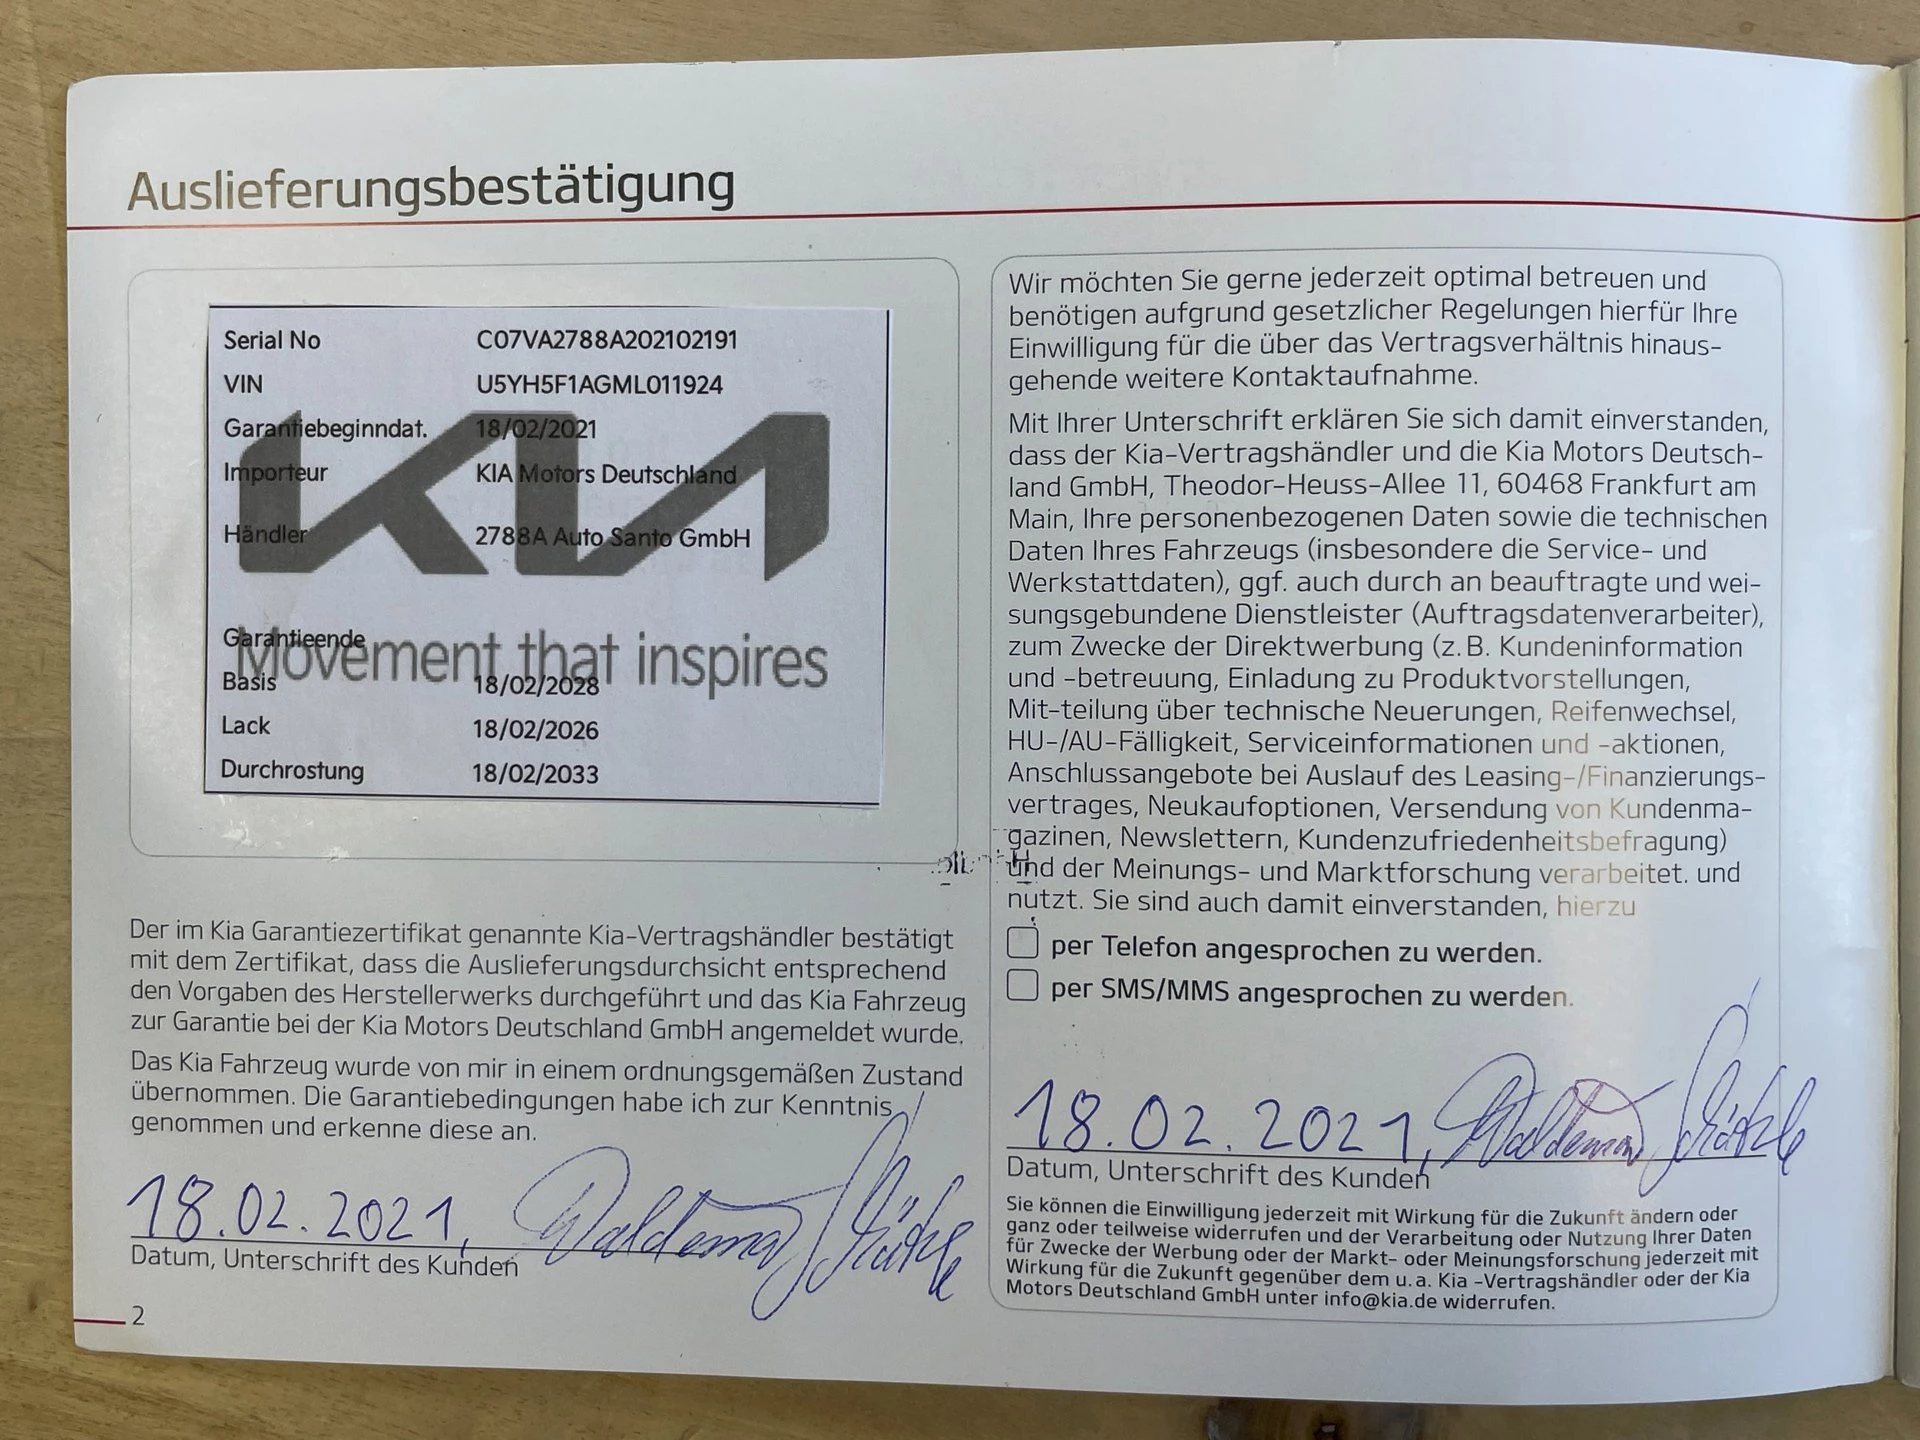 Auslieferungsbestätigung
Serial No C07VA2788A202102191
VIN U5YH5F1AGML011924
Garantiebeginndat. 18/02/2021
Importeur KIA Motors Deutschland
Händler 2788A Auto Santo GmbH
KIA
Garantieende
Movement that inspires
Basis 18/02/2028
Lack 18/02/2026
Durchrostung 18/02/2033
Der im Kia Garantiezertifikat genannte Kia-Vertragshändler bestätigt
mit dem Zertifikat, dass die Auslieferungsdurchsicht entsprechend
den Vorgaben des Herstellerwerks durchgeführt und das Kia Fahrzeug
zur Garantie bei der Kia Motors Deutschland GmbH angemeldet wurde.
Das Kia Fahrzeug wurde von mir in einem ordnungsgemäßen Zustand
übernommen. Die Garantiebedingungen habe ich zur Kenntnis
genommen und erkenne diese an.
18.02.2021, Waldemar
Datum, Unterschrift des Kunden
2
Wir möchten Sie gerne jederzeit optimal betreuen und
benötigen aufgrund gesetzlicher Regelungen hierfür Ihre
Einwilligung für die über das Vertragsverhältnis hinaus-
gehende weitere Kontaktaufnahme.
Mit Ihrer Unterschrift erklären Sie sich damit einverstanden,
dass der Kia-Vertragshändler und die Kia Motors Deutsch-
land GmbH, Theodor-Heuss-Allee 11, 60468 Frankfurt am
Main, Ihre personenbezogenen Daten sowie die technischen
Daten Ihres Fahrzeugs (insbesondere die Service- und
Werkstattdaten), ggf. auch durch an beauftragte und wei-
sungsgebundene Dienstleister (Auftragsdatenverarbeiter),
zum Zwecke der Direktwerbung (z. B. Kundeninformation
und -betreuung, Einladung zu Produktvorstellungen,
Mit-teilung über technische Neuerungen, Reifenwechsel,
HU-/AU-Fälligkeit, Serviceinformationen und -aktionen,
Anschlussangebote bei Auslauf des Leasing-/Finanzierungs-
vertrages, Neukaufoptionen, Versendung von Kundenma-
gazinen, Newslettern, Kundenzufriedenheitsbefragung)
und der Meinungs- und Marktforschung verarbeitet. und
nutzt. Sie sind auch damit einverstanden, hierzu
per Telefon angesprochen zu werden.
per SMS/MMS angesprochen zu werden.
18.02.2021, Waldemar
Datum, Unterschrift des Kunden
Sie können die Einwilligung jederzeit mit Wirkung für die Zukunft ändern oder
ganz oder teilweise widerrufen und der Verarbeitung oder Nutzung Ihrer Daten
für Zwecke der Werbung oder der Markt- oder Meinungsforschung jederzeit mit
Wirkung für die Zukunft gegenüber dem u. a. Kia -Vertragshändler oder der Kia
Motors Deutschland GmbH unter info@kia.de widerrufen.